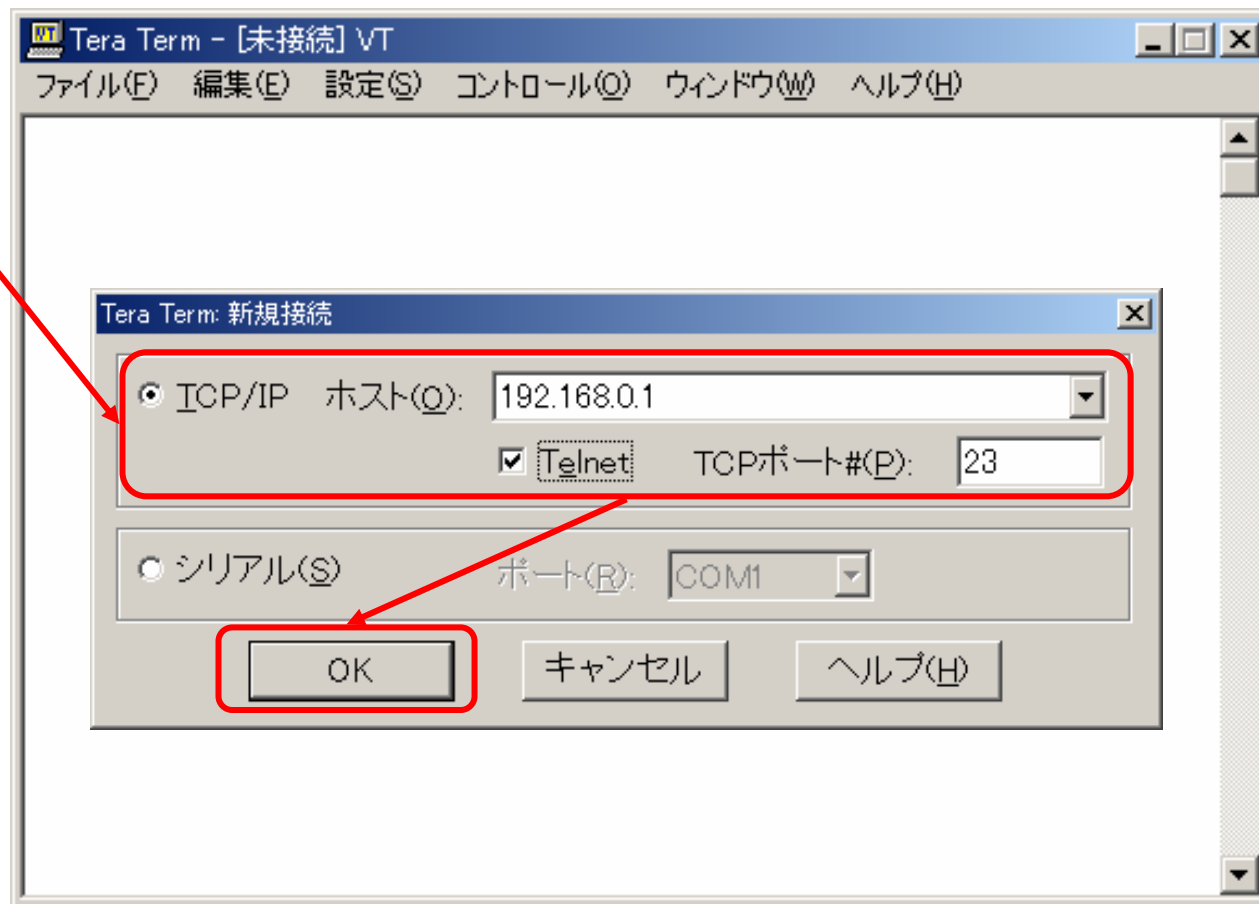 Tera Term - [未接続] VT
ファイル(F) 編集(E) 設定(S) コントロール(O) ウィンドウ(W) ヘルプ(H)
Tera Term: 新規接続
TCP/IP ホスト(O): 192.168.0.1
Telnet TCPポート#(P): 23
シリアル(S) ポート(R): COM1
OK キャンセル ヘルプ(H)